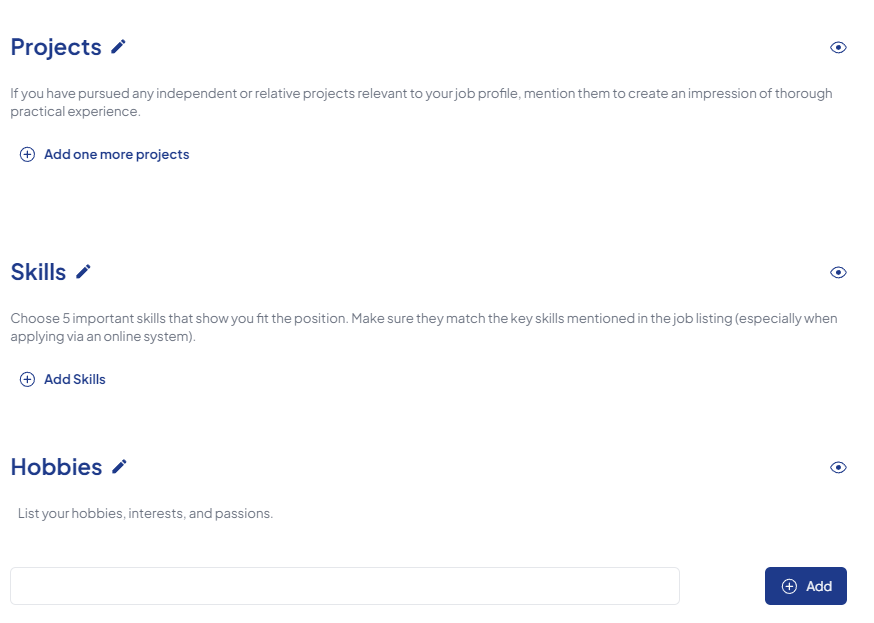 Projects
If you have pursued any independent or relative projects relevant to your job profile, mention them to create an impression of thorough
practical experience.
Add one more projects
Skills
Choose 5 important skills that show you fit the position. Make sure they match the key skills mentioned in the job listing (especially when
applying via an online system).
Add Skills
Hobbies
List your hobbies, interests, and passions.
Add